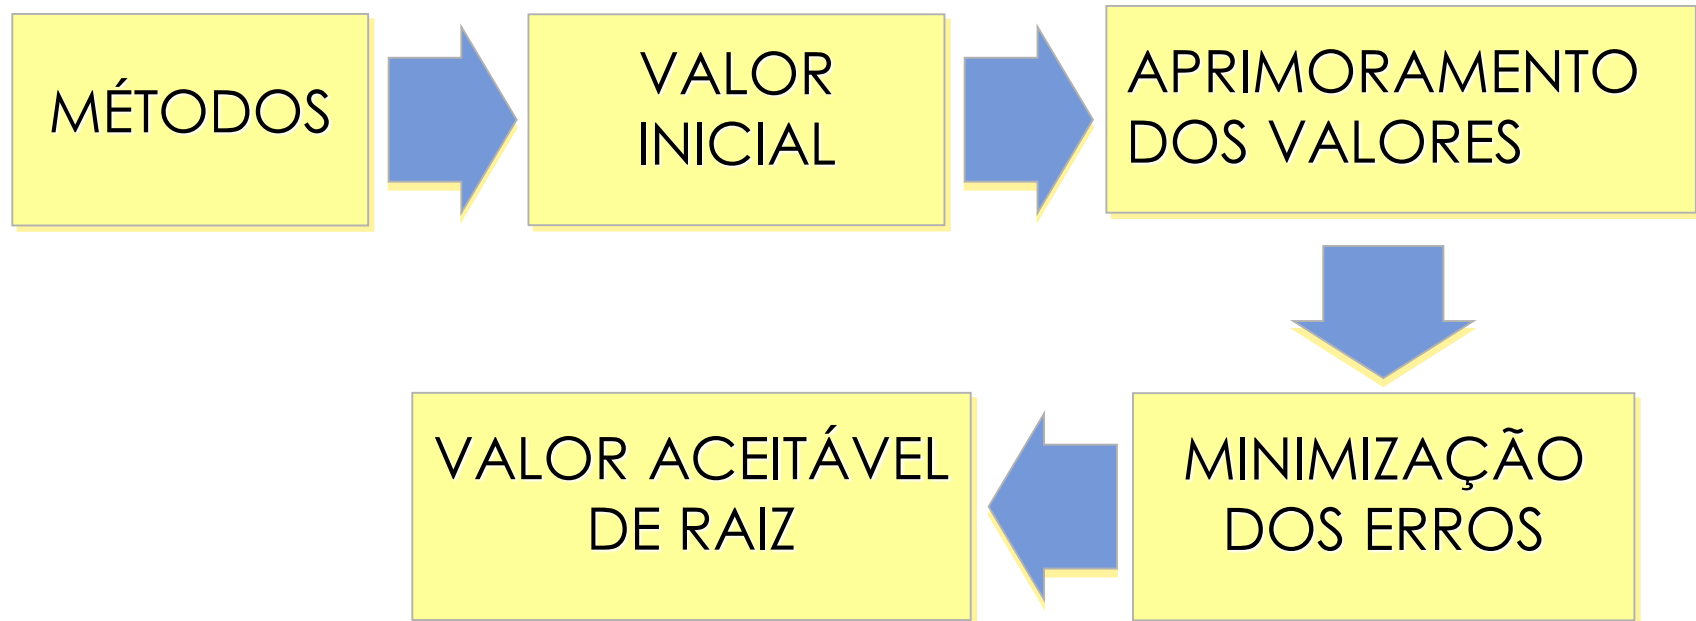 MÉTODOS
VALOR
INICIAL
APRIMORAMENTO
DOS VALORES
MINIMIZAÇÃO
DOS ERROS
VALOR ACEITÁVEL
DE RAIZ